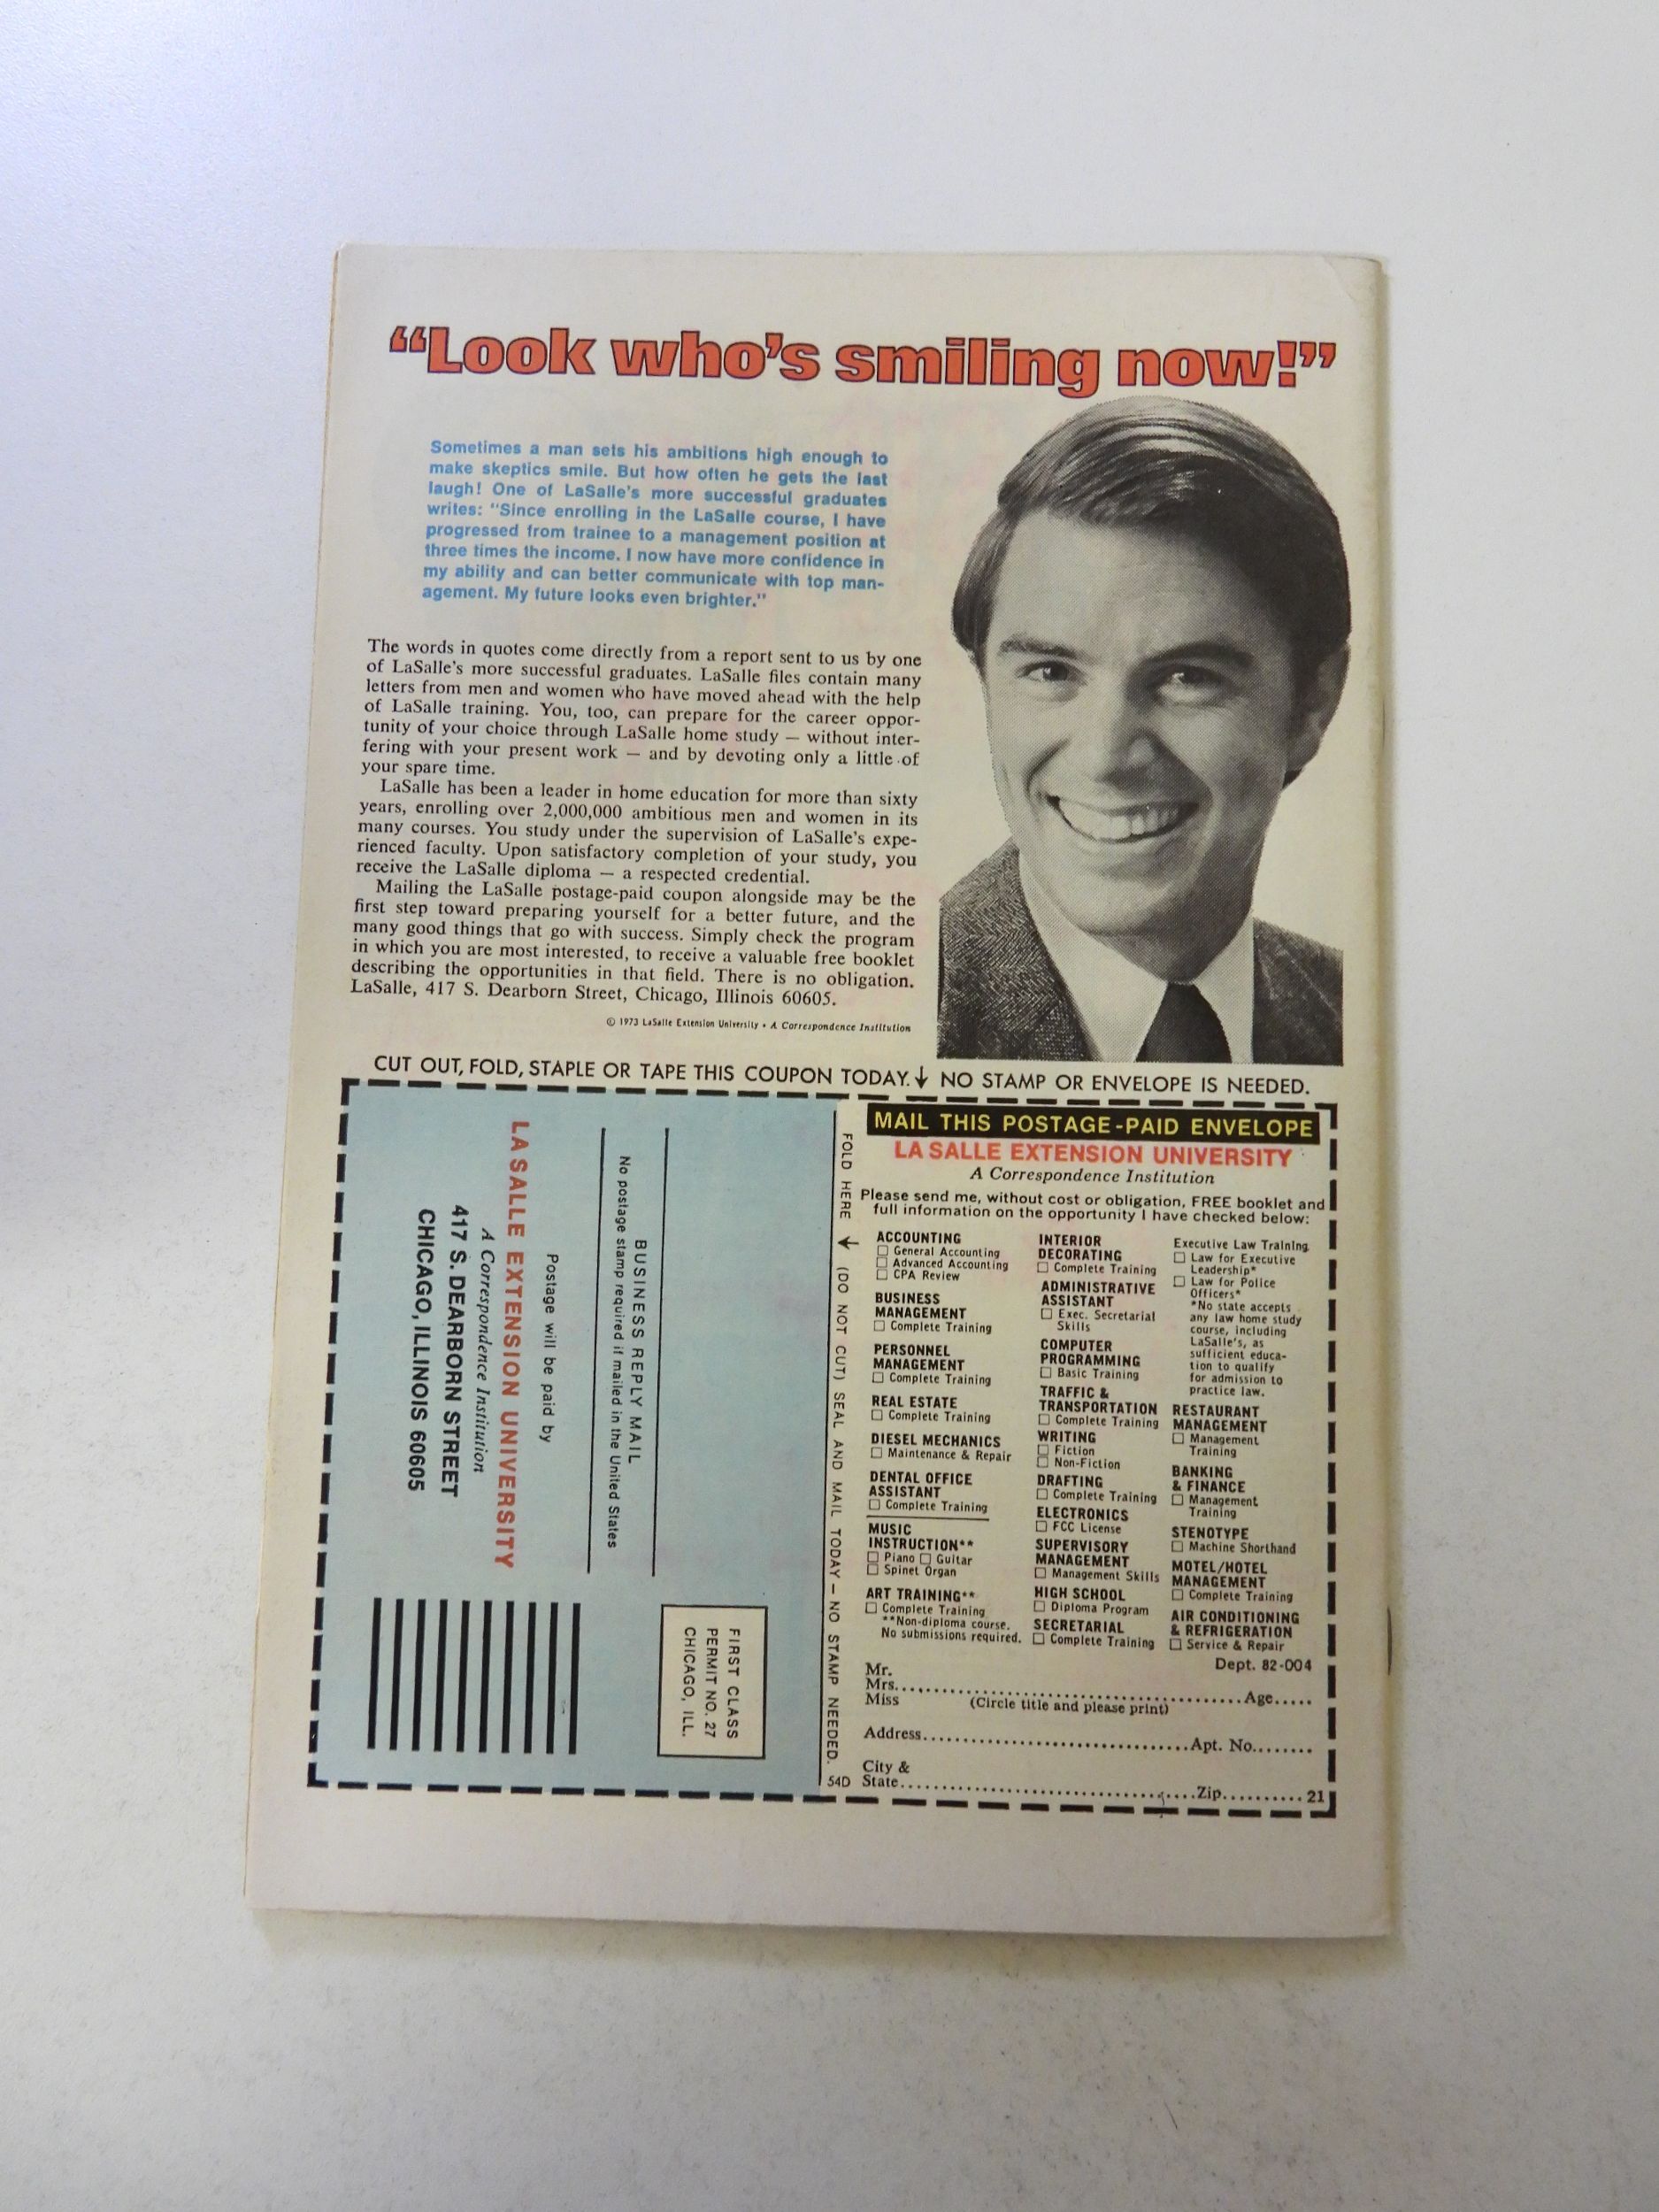 “Look who’s smiling now!”
Sometimes a man sets his ambitions high enough to
make skeptics smile. But how often he gets the last
laugh! One of LaSalle's more successful graduates
writes: "Since enrolling in the LaSalle course, I have
progressed from trainee to a management position at
three times the income. I now have more confidence in
my ability and can better communicate with top man-
agement. My future looks even brighter."
The words in quotes come directly from a report sent to us by one
of LaSalle's more successful graduates. LaSalle files contain many
letters from men and women who have moved ahead with the help
of LaSalle training. You, too, can prepare for the career oppor-
tunity of your choice through LaSalle home study — without inter-
fering with your present work — and by devoting only a little of
your spare time.
LaSalle has been a leader in home education for more than sixty
years, enrolling over 2,000,000 ambitious men and women in its
many courses. You study under the supervision of LaSalle's expe-
rienced faculty. Upon satisfactory completion of your study, you
receive the LaSalle diploma — a respected credential.
Mailing the LaSalle postage-paid coupon alongside may be the
first step toward preparing yourself for a better future, and the
many good things that go with success. Simply check the program
in which you are most interested, to receive a valuable free booklet
describing the opportunities in that field. There is no obligation.
LaSalle, 417 S. Dearborn Street, Chicago, Illinois 60605.
© 1973 LaSalle Extension University • A Correspondence Institution
CUT OUT, FOLD, STAPLE OR TAPE THIS COUPON TODAY. ↓ NO STAMP OR ENVELOPE IS NEEDED.
FIRST CLASS
PERMIT NO. 27
CHICAGO, ILL.
BUSINESS REPLY MAIL
No postage stamp required if mailed in the United States
Postage will be paid by
LA SALLE EXTENSION UNIVERSITY
A Correspondence Institution
417 S. DEARBORN STREET
CHICAGO, ILLINOIS 60605
FOLD HERE ↓ (DO NOT CUT) SEAL AND MAIL TODAY – NO STAMP NEEDED.
54D
MAIL THIS POSTAGE-PAID ENVELOPE
LA SALLE EXTENSION UNIVERSITY
A Correspondence Institution
Please send me, without cost or obligation, FREE booklet and
full information on the opportunity I have checked below:
ACCOUNTING
☐ General Accounting
☐ Advanced Accounting
☐ CPA Review
BUSINESS
MANAGEMENT
☐ Complete Training
PERSONNEL
MANAGEMENT
☐ Complete Training
REAL ESTATE
☐ Complete Training
DIESEL MECHANICS
☐ Maintenance & Repair
DENTAL OFFICE
ASSISTANT
☐ Complete Training
MUSIC
INSTRUCTION**
☐ Piano ☐ Guitar
☐ Spinet Organ
ART TRAINING**
☐ Complete Training
**Non-diploma course.
No submissions required.
INTERIOR
DECORATING
☐ Complete Training
ADMINISTRATIVE
ASSISTANT
☐ Exec. Secretarial
Skills
COMPUTER
PROGRAMMING
☐ Basic Training
TRAFFIC &
TRANSPORTATION
☐ Complete Training
WRITING
☐ Fiction
☐ Non-Fiction
DRAFTING
☐ Complete Training
ELECTRONICS
☐ FCC License
SUPERVISORY
MANAGEMENT
☐ Management Skills
HIGH SCHOOL
☐ Diploma Program
SECRETARIAL
☐ Complete Training
Executive Law Training
☐ Law for Executive
Leadership*
☐ Law for Police
Officers*
*No state accepts
any law home study
course, including
LaSalle's, as
sufficient educa-
tion to qualify
for admission to
practice law.
RESTAURANT
MANAGEMENT
☐ Management
Training
BANKING
& FINANCE
☐ Management
Training
STENOTYPE
☐ Machine Shorthand
MOTEL/HOTEL
MANAGEMENT
☐ Complete Training
AIR CONDITIONING
& REFRIGERATION
☐ Service & Repair
Dept. 82-004
Mr.
Mrs. Age
Miss (Circle title and please print)
Address Apt. No.
City &
State Zip 21